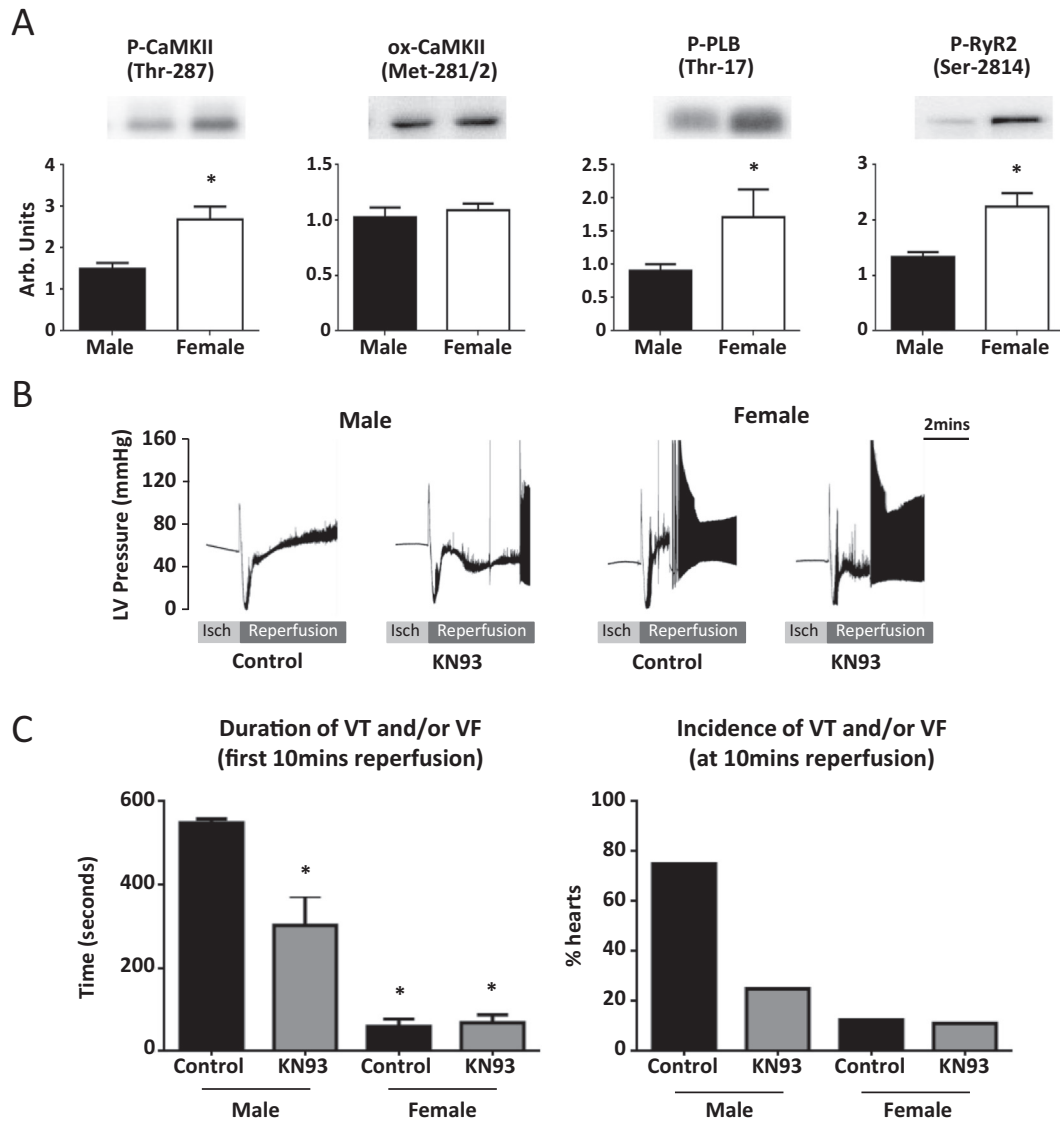 A
P-CaMKII
(Thr-287)
ox-CaMKII
(Met-281/2)
P-PLB
(Thr-17)
P-RyR2
(Ser-2814)
Arb. Units
4
3
2
1
0
*
Male
Female
1.5
1.0
0.5
0
Male
Female
2.5
2.0
1.5
1.0
0.5
0
*
Male
Female
3
2
1
0
*
Male
Female
B
Male
Female
2mins
LV Pressure (mmHg)
160
120
80
40
0
Isch
Reperfusion
Control
Isch
Reperfusion
KN93
Isch
Reperfusion
Control
Isch
Reperfusion
KN93
C
Duration of VT and/or VF
(first 10mins reperfusion)
Time (seconds)
600
400
200
0
*
*
*
Control
KN93
Control
KN93
Male
Female
Incidence of VT and/or VF
(at 10mins reperfusion)
% hearts
100
80
60
40
20
0
Control
KN93
Control
KN93
Male
Female